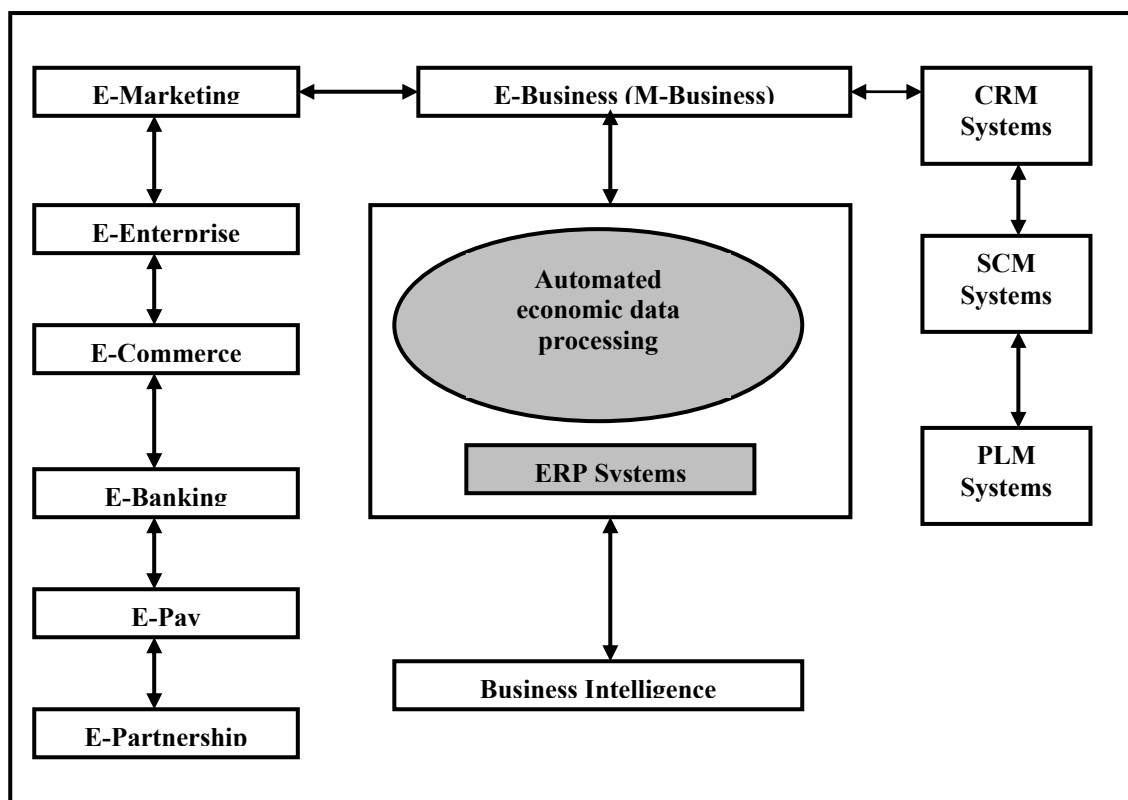 E-Marketing
E-Business (M-Business)
CRM
Systems
E-Enterprise
Automated
economic data
processing
SCM
Systems
E-Commerce
ERP Systems
PLM
Systems
E-Banking
E-Pay
Business Intelligence
E-Partnership